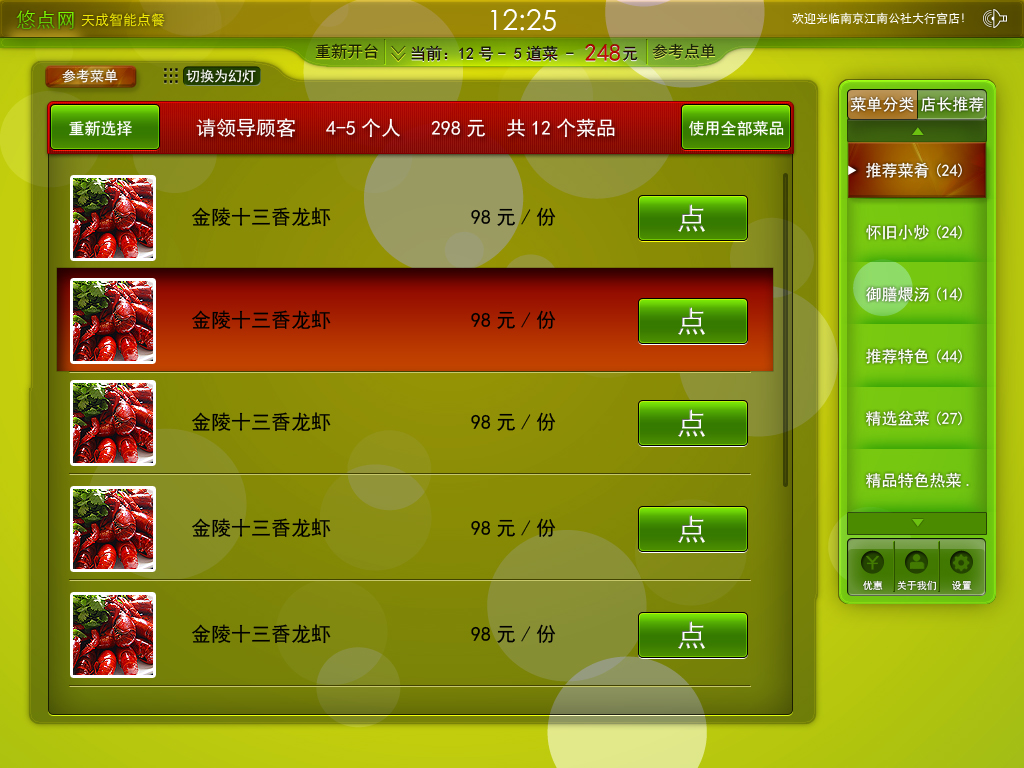 悠点网 天成智能点餐
12:25
欢迎光临南京江南公社大行宫店!
重新开台 当前: 12 号 - 5 道菜 - 248元 参考点单
参考菜单 切换为幻灯
重新选择 请领导顾客 4-5 个人 298 元 共 12 个菜品 使用全部菜品
金陵十三香龙虾 98 元 / 份 点
金陵十三香龙虾 98 元 / 份 点
金陵十三香龙虾 98 元 / 份 点
金陵十三香龙虾 98 元 / 份 点
金陵十三香龙虾 98 元 / 份 点
菜单分类 店长推荐
推荐菜肴 (24)
怀旧小炒 (24)
御膳煨汤 (14)
推荐特色 (44)
精选盆菜 (27)
精品特色热菜 .
优惠 关于我们 设置